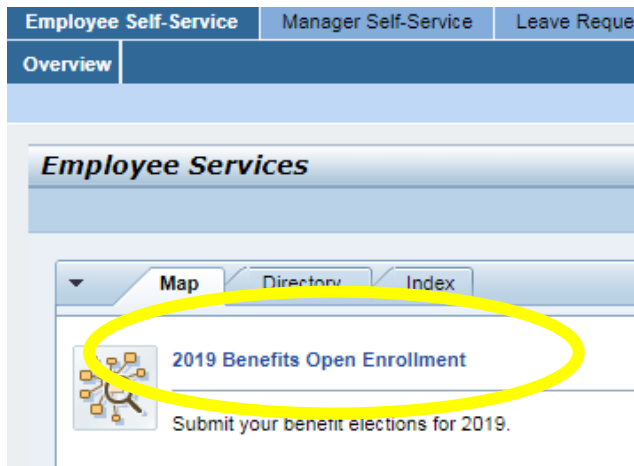 Employee Self-Service Manager Self-Service Leave Reque
Overview
Employee Services
Map Directory Index
2019 Benefits Open Enrollment
Submit your benefit elections for 2019.